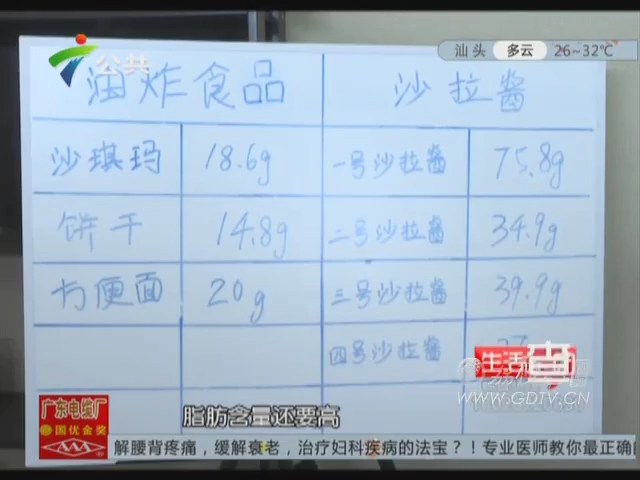 公共
汕头 多云 26~32℃
油炸食品 沙拉酱
沙琪玛 18.6g 一号沙拉酱 75.8g
饼干 14.8g 二号沙拉酱 34.9g
方便面 20g 三号沙拉酱 39.9g
四号沙拉酱
生活
WWW.GDTV.CN
广东电缆厂
国优金奖
AAA
脂肪含量还要高
解腰背疼痛，缓解衰老，治疗妇科疾病的法宝？！专业医师教你最正确